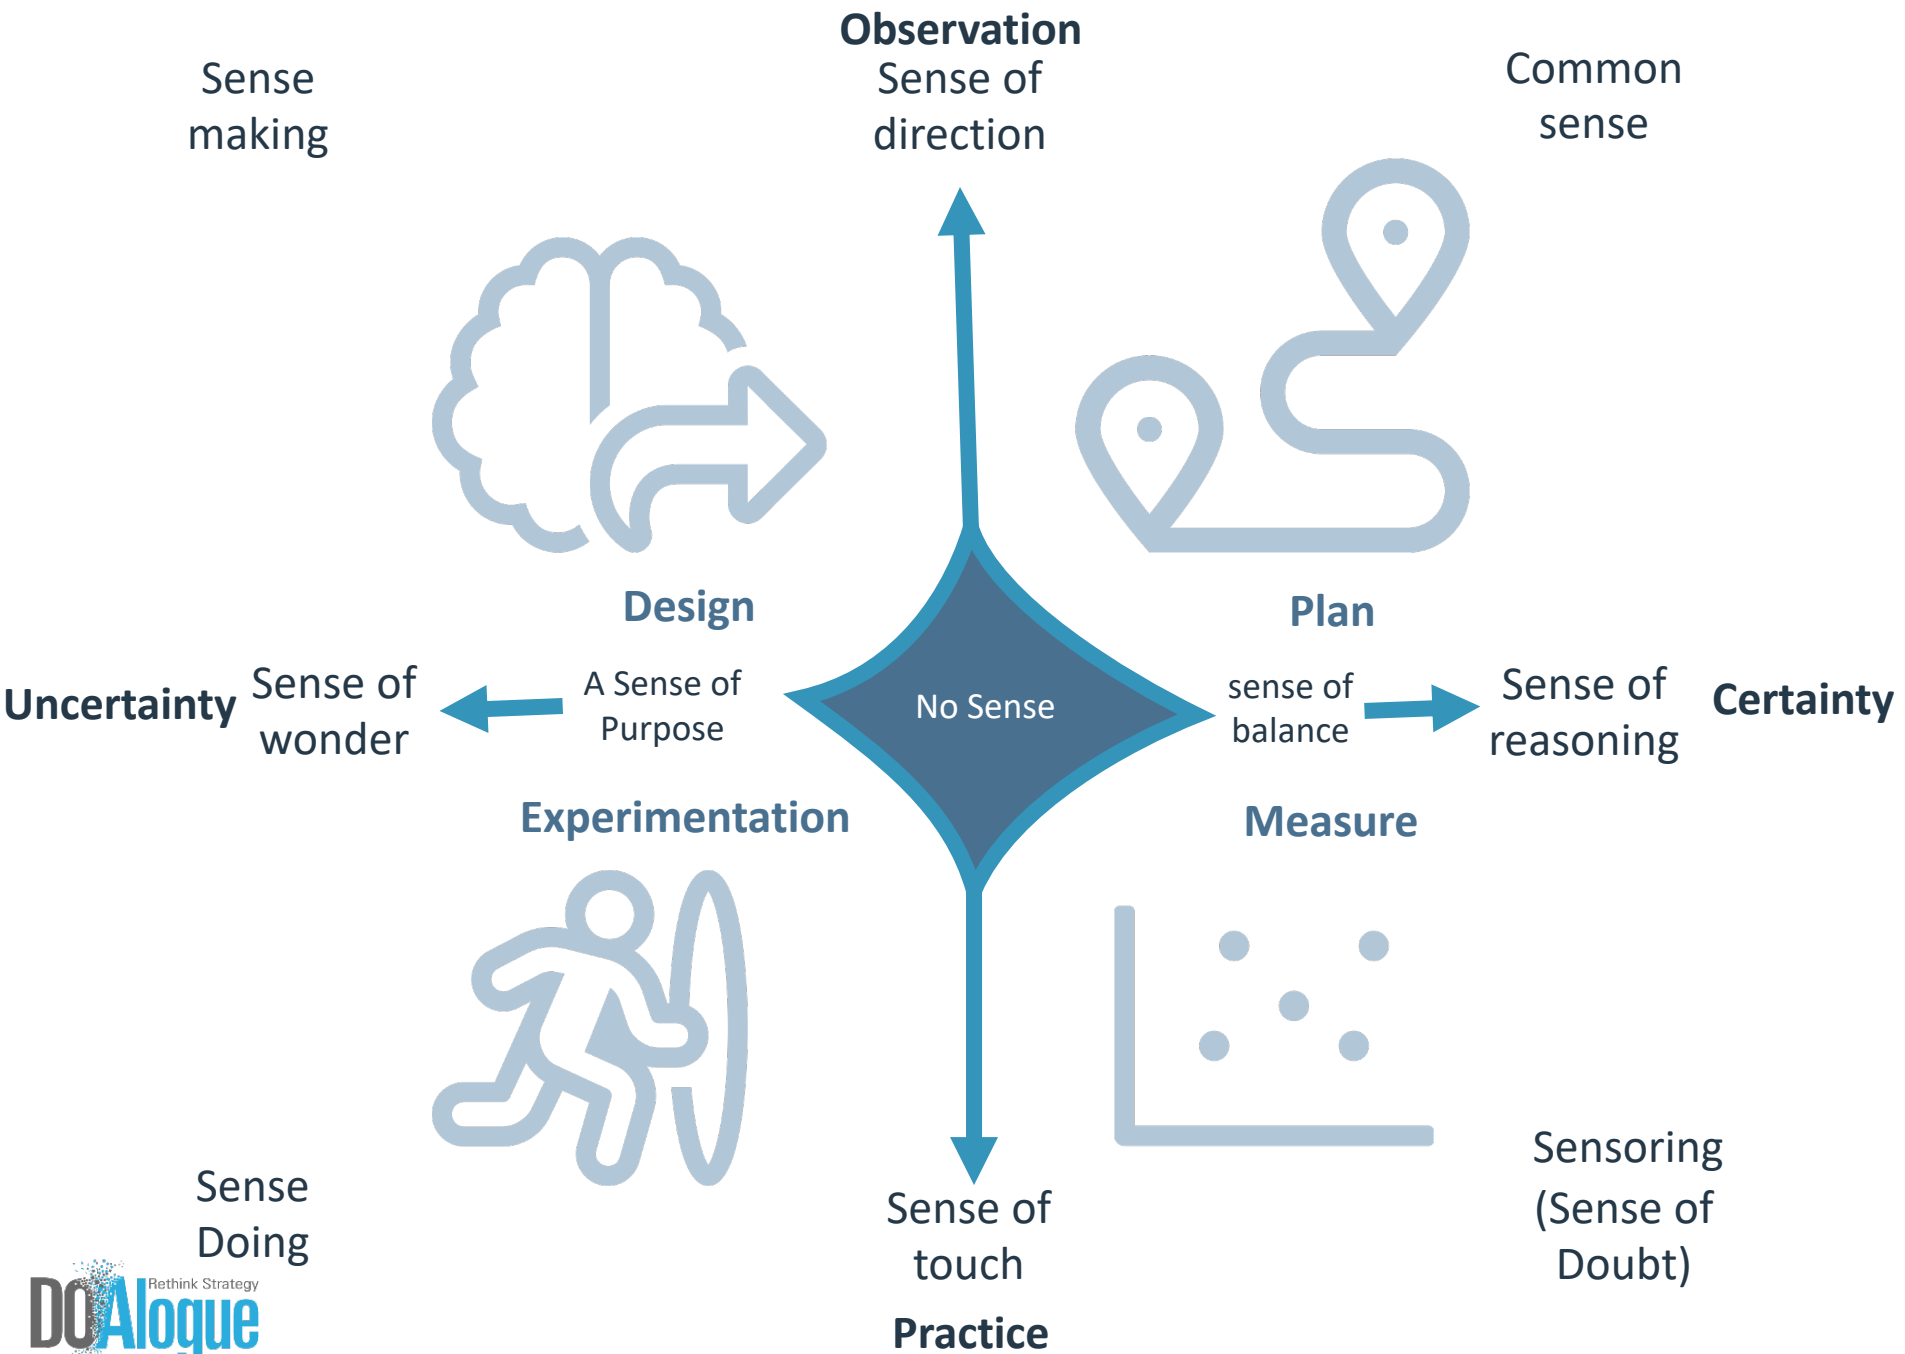 Observation
Sense of
direction
Sense
making
Common
sense
Design
Plan
Uncertainty
Sense of
wonder
A Sense of
Purpose
No Sense
sense of
balance
Sense of
reasoning
Certainty
Experimentation
Measure
Sense
Doing
Sense of
touch
Practice
Sensoring
(Sense of
Doubt)
Rethink Strategy
DOAlogue